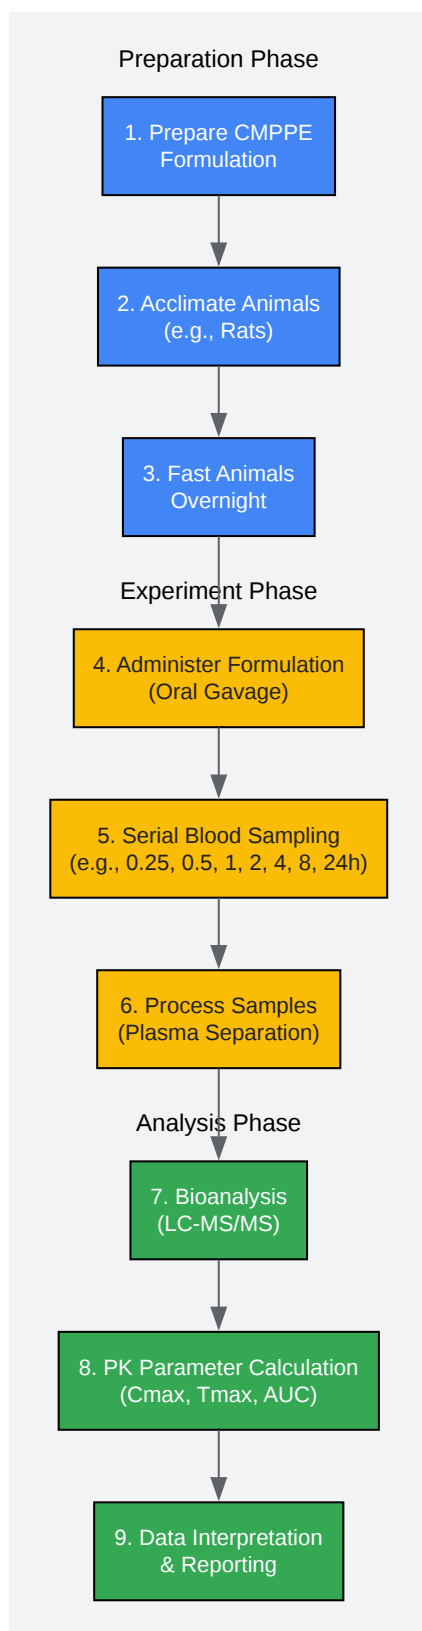 Preparation Phase
1. Prepare CMPPE
Formulation
2. Acclimate Animals
(e.g., Rats)
3. Fast Animals
Overnight
Experiment Phase
4. Administer Formulation
(Oral Gavage)
5. Serial Blood Sampling
(e.g., 0.25, 0.5, 1, 2, 4, 8, 24h)
6. Process Samples
(Plasma Separation)
Analysis Phase
7. Bioanalysis
(LC-MS/MS)
8. PK Parameter Calculation
(Cmax, Tmax, AUC)
9. Data Interpretation
& Reporting